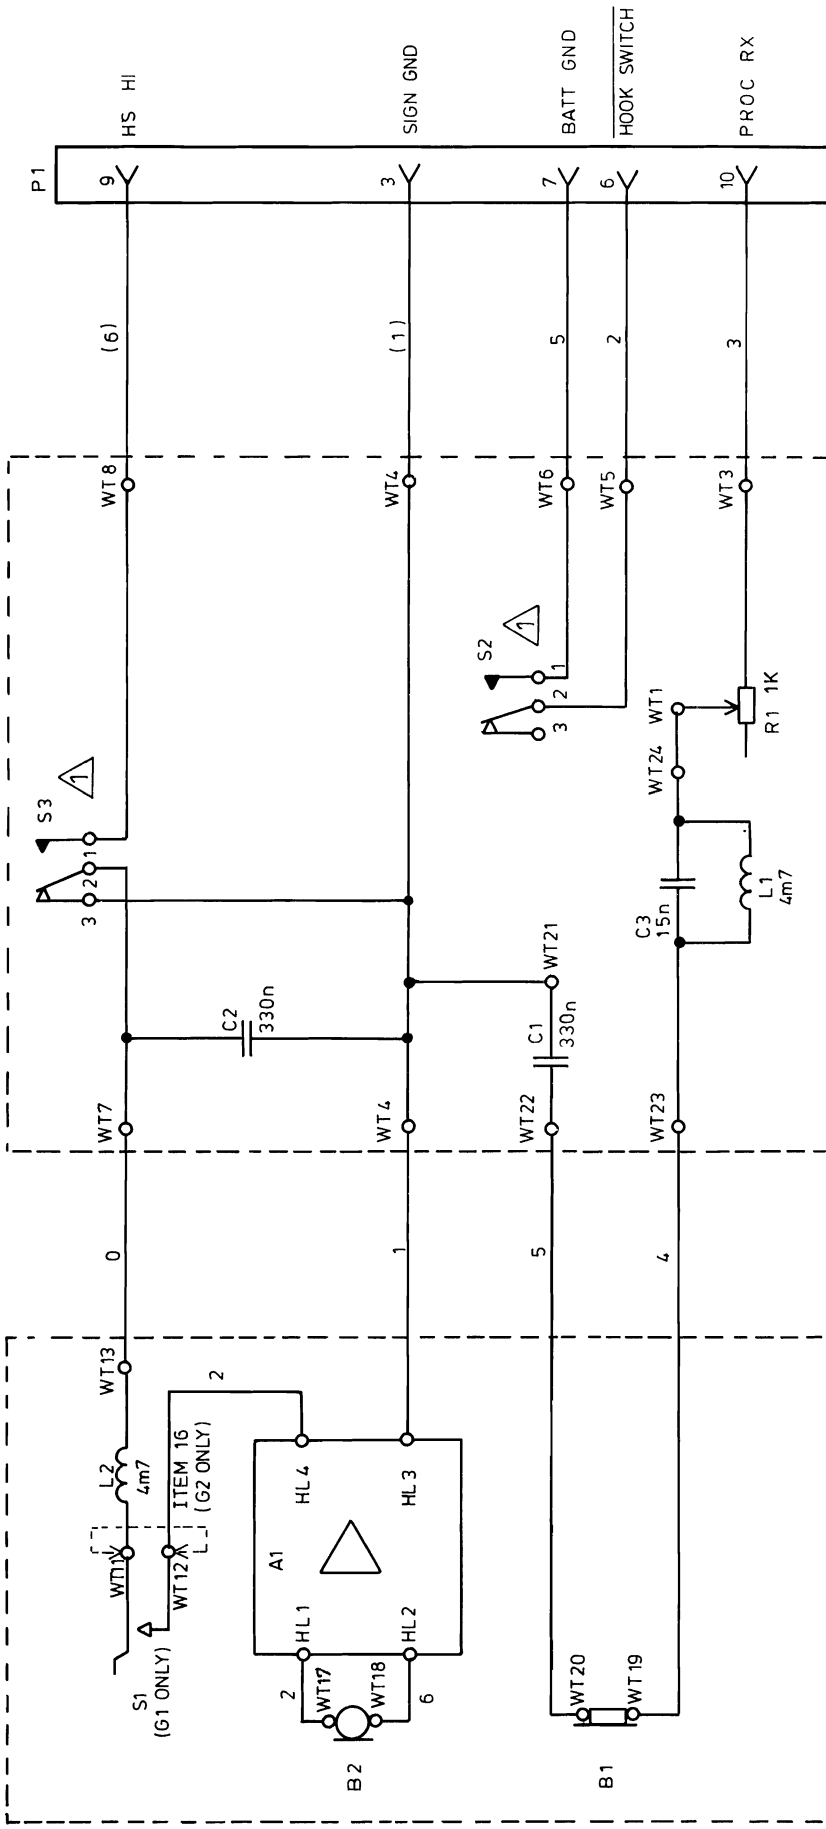 P1
9
HS HI
3
SIGN GND
7
BATT GND
6
HOOK SWITCH
10
PROC RX
(6)
(1)
5
2
3
WT8
WT4
WT6
WT5
WT3
S3
1
1
2
3
S2
1
1
2
3
WT1
R1 1K
WT24
C3
15n
L1
4m7
C2
330n
WT21
C1
330n
WT7
WT4
WT22
WT23
0
1
5
4
WT13
L2
4m7
2
ITEM 16
(G2 ONLY)
WT11
WT12
S1
(G1 ONLY)
A1
HL4
HL3
HL1
HL2
2
WT17
WT18
6
B2
WT20
WT19
B1